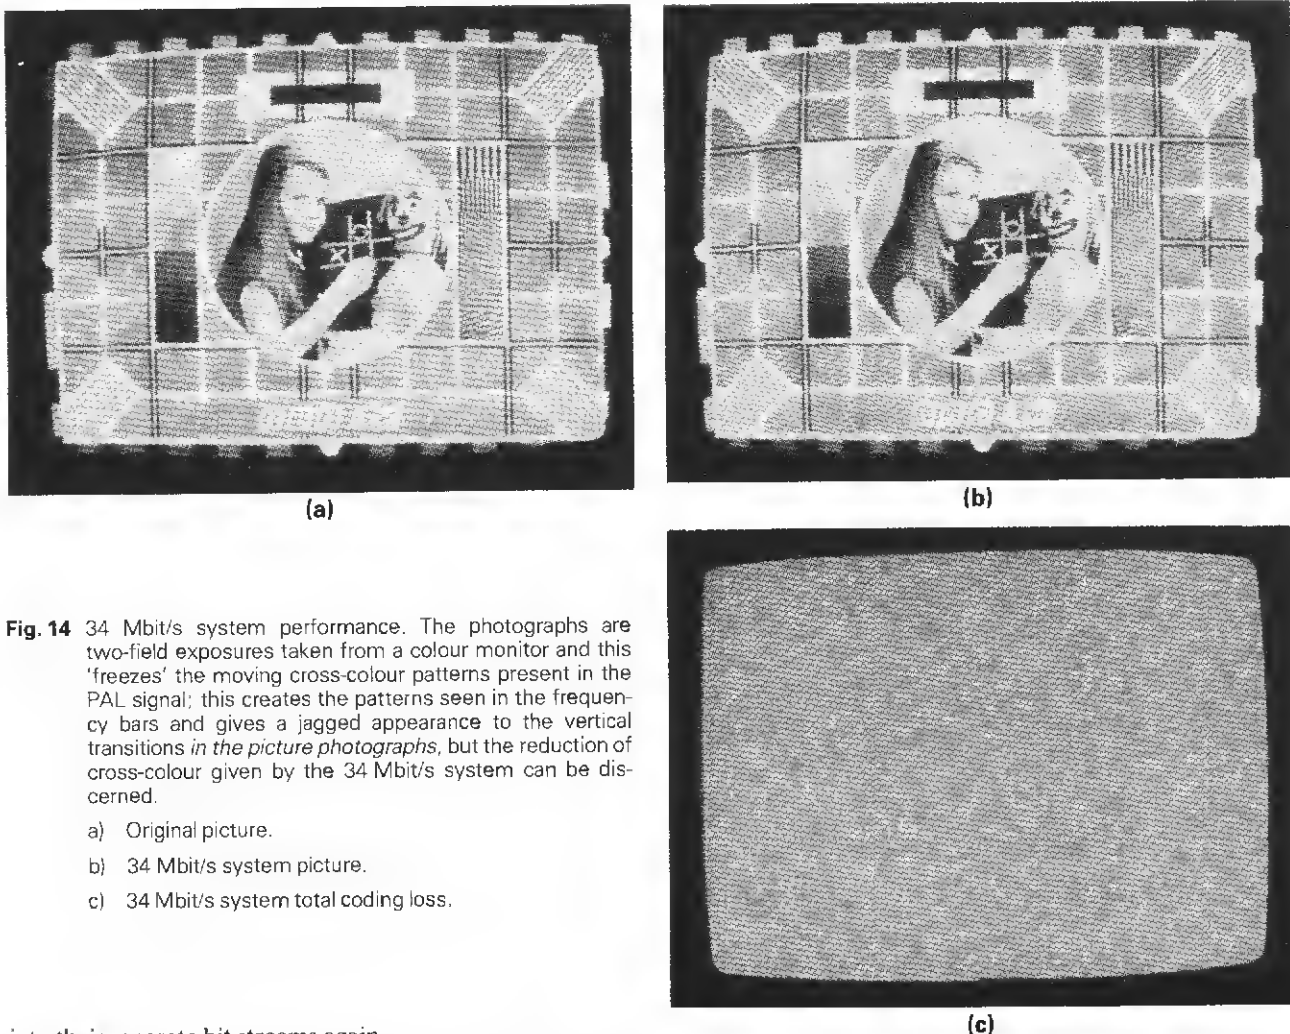 (a)
(b)
Fig. 14 34 Mbit/s system performance. The photographs are
two-field exposures taken from a colour monitor and this
'freezes' the moving cross-colour patterns present in the
PAL signal; this creates the patterns seen in the frequen-
cy bars and gives a jagged appearance to the vertical
transitions in the picture photographs, but the reduction of
cross-colour given by the 34 Mbit/s system can be dis-
cerned.
a) Original picture.
b) 34 Mbit/s system picture.
c) 34 Mbit/s system total coding loss.
(c)
bit streams again